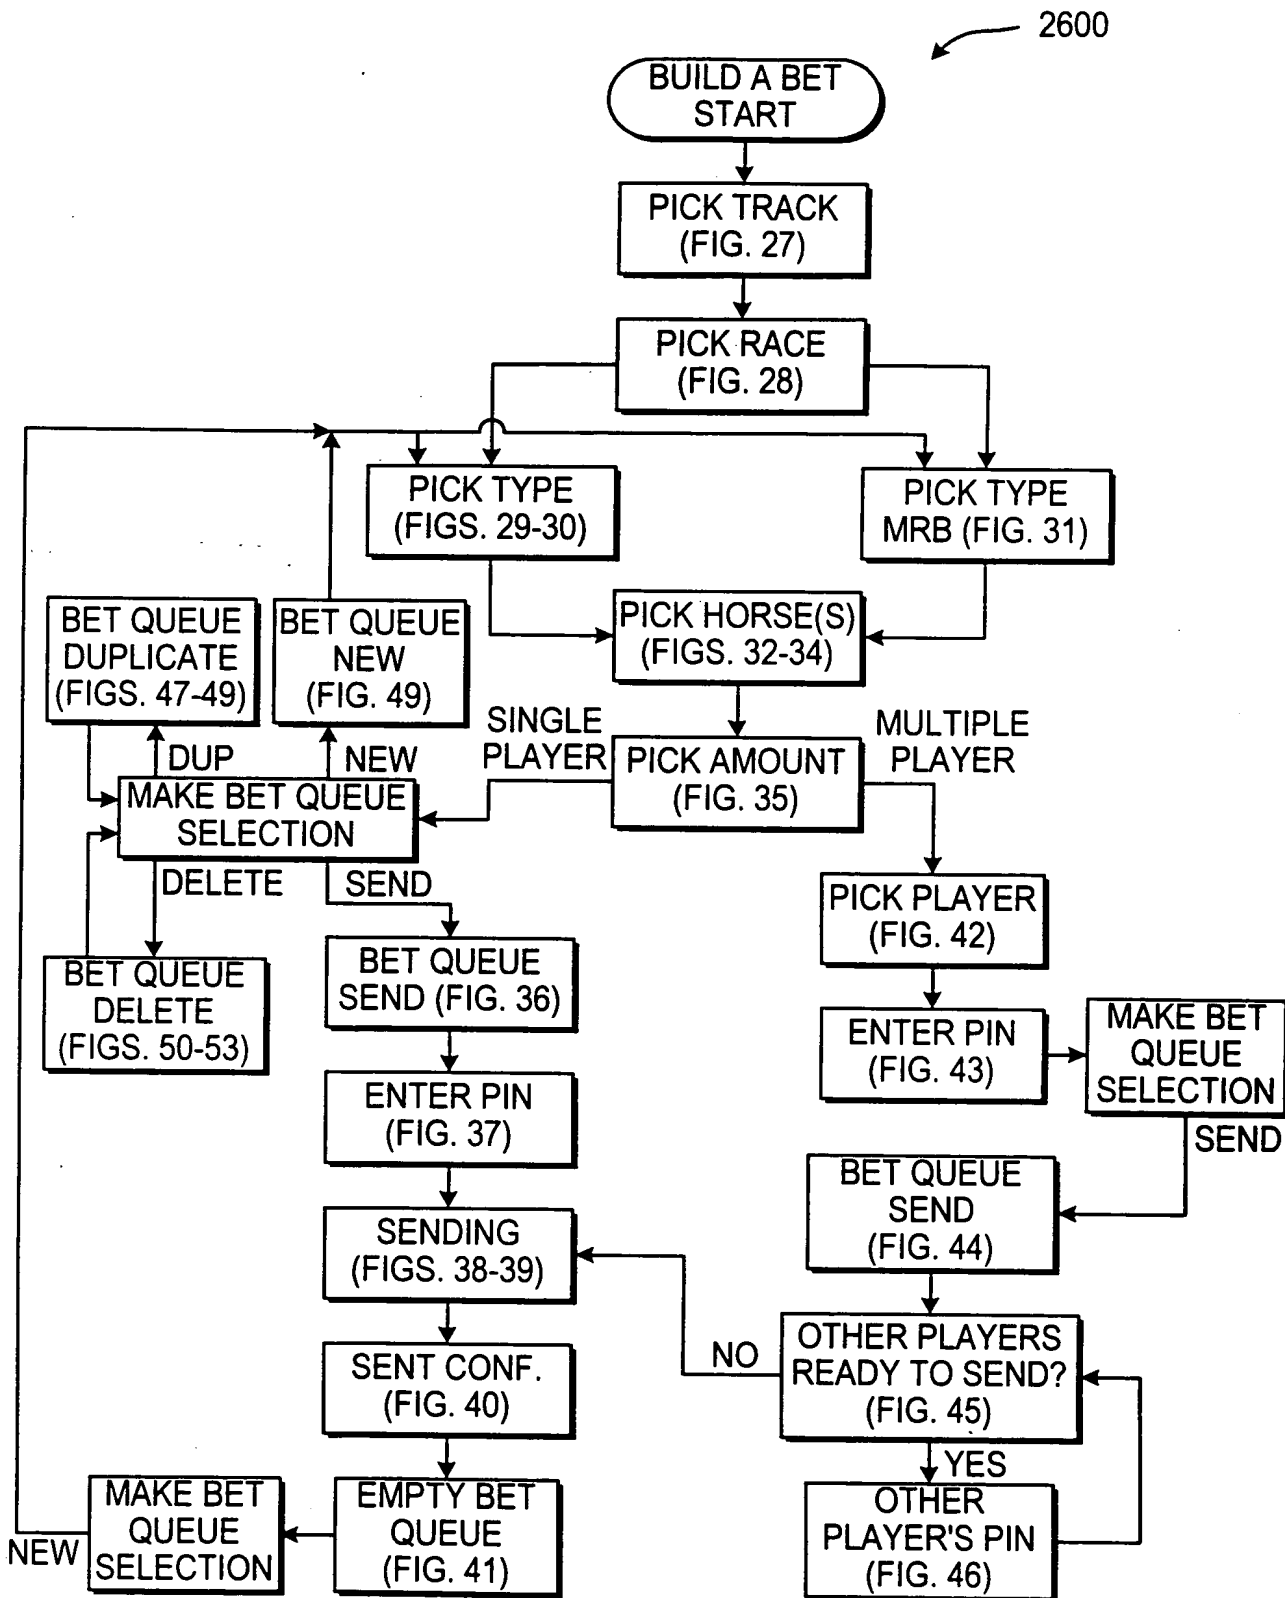 2600
BUILD A BET
START
PICK TRACK
(FIG. 27)
PICK RACE
(FIG. 28)
PICK TYPE
(FIGS. 29-30)
PICK TYPE
MRB (FIG. 31)
BET QUEUE
DUPLICATE
(FIGS. 47-49)
BET QUEUE
NEW
(FIG. 49)
PICK HORSE(S)
(FIGS. 32-34)
SINGLE
PLAYER
MULTIPLE
PLAYER
DUP
NEW
PICK AMOUNT
(FIG. 35)
MAKE BET QUEUE
SELECTION
DELETE
SEND
PICK PLAYER
(FIG. 42)
BET QUEUE
DELETE
(FIGS. 50-53)
BET QUEUE
SEND (FIG. 36)
ENTER PIN
(FIG. 43)
MAKE BET
QUEUE
SELECTION
SEND
ENTER PIN
(FIG. 37)
BET QUEUE
SEND
(FIG. 44)
SENDING
(FIGS. 38-39)
NO
OTHER PLAYERS
READY TO SEND?
(FIG. 45)
SENT CONF.
(FIG. 40)
YES
MAKE BET
QUEUE
SELECTION
NEW
EMPTY BET
QUEUE
(FIG. 41)
OTHER
PLAYER'S PIN
(FIG. 46)